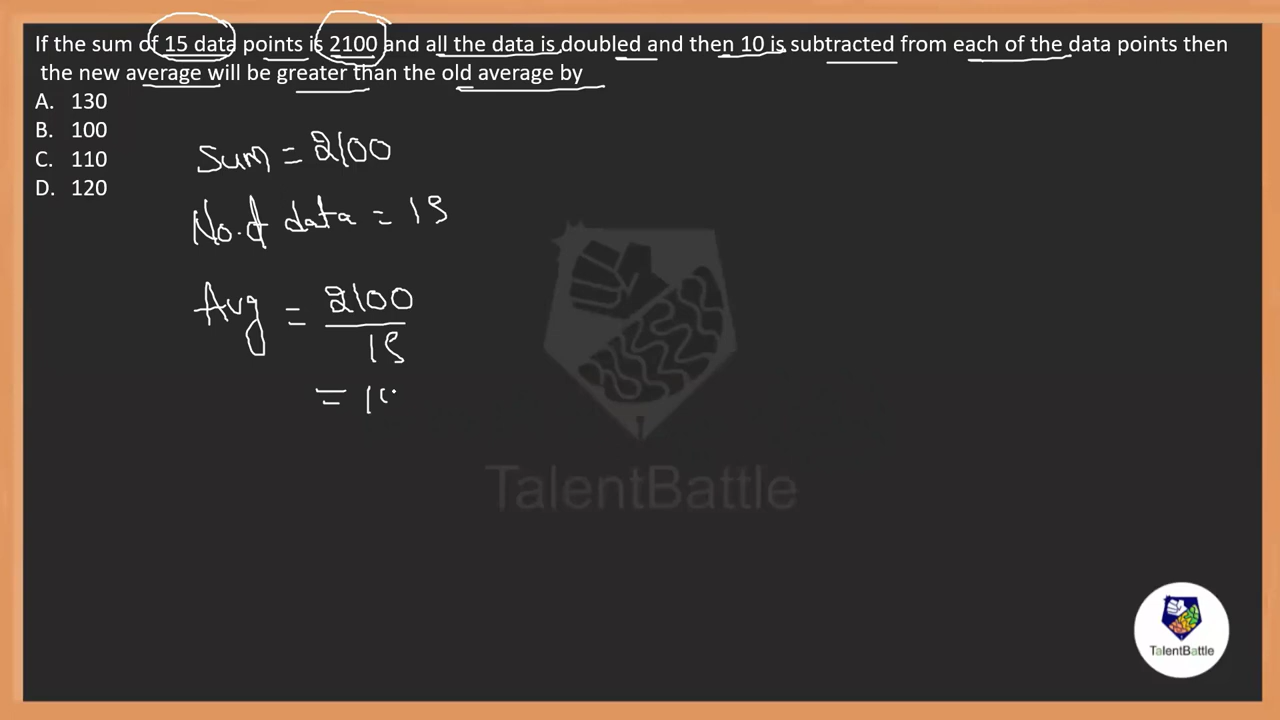 If the sum of 15 data points is 2100 and all the data is doubled and then 10 is subtracted from each of the data points then
the new average will be greater than the old average by
A. 130
B. 100
C. 110
D. 120
Sum = 2100
No. of data = 15
Avg = 2100
15
= 1
TalentBattle
TalentBattle